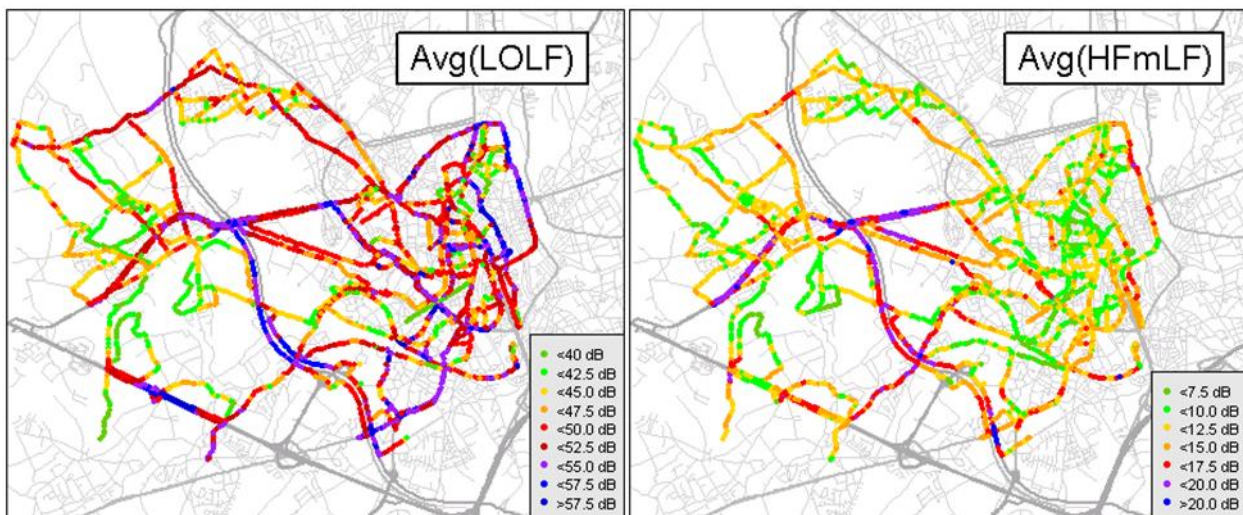 Avg(LOLF)
<40 dB
<42.5 dB
<45.0 dB
<47.5 dB
<50.0 dB
<52.5 dB
<55.0 dB
<57.5 dB
>57.5 dB
Avg(HFmLF)
<7.5 dB
<10.0 dB
<12.5 dB
<15.0 dB
<17.5 dB
<20.0 dB
>20.0 dB